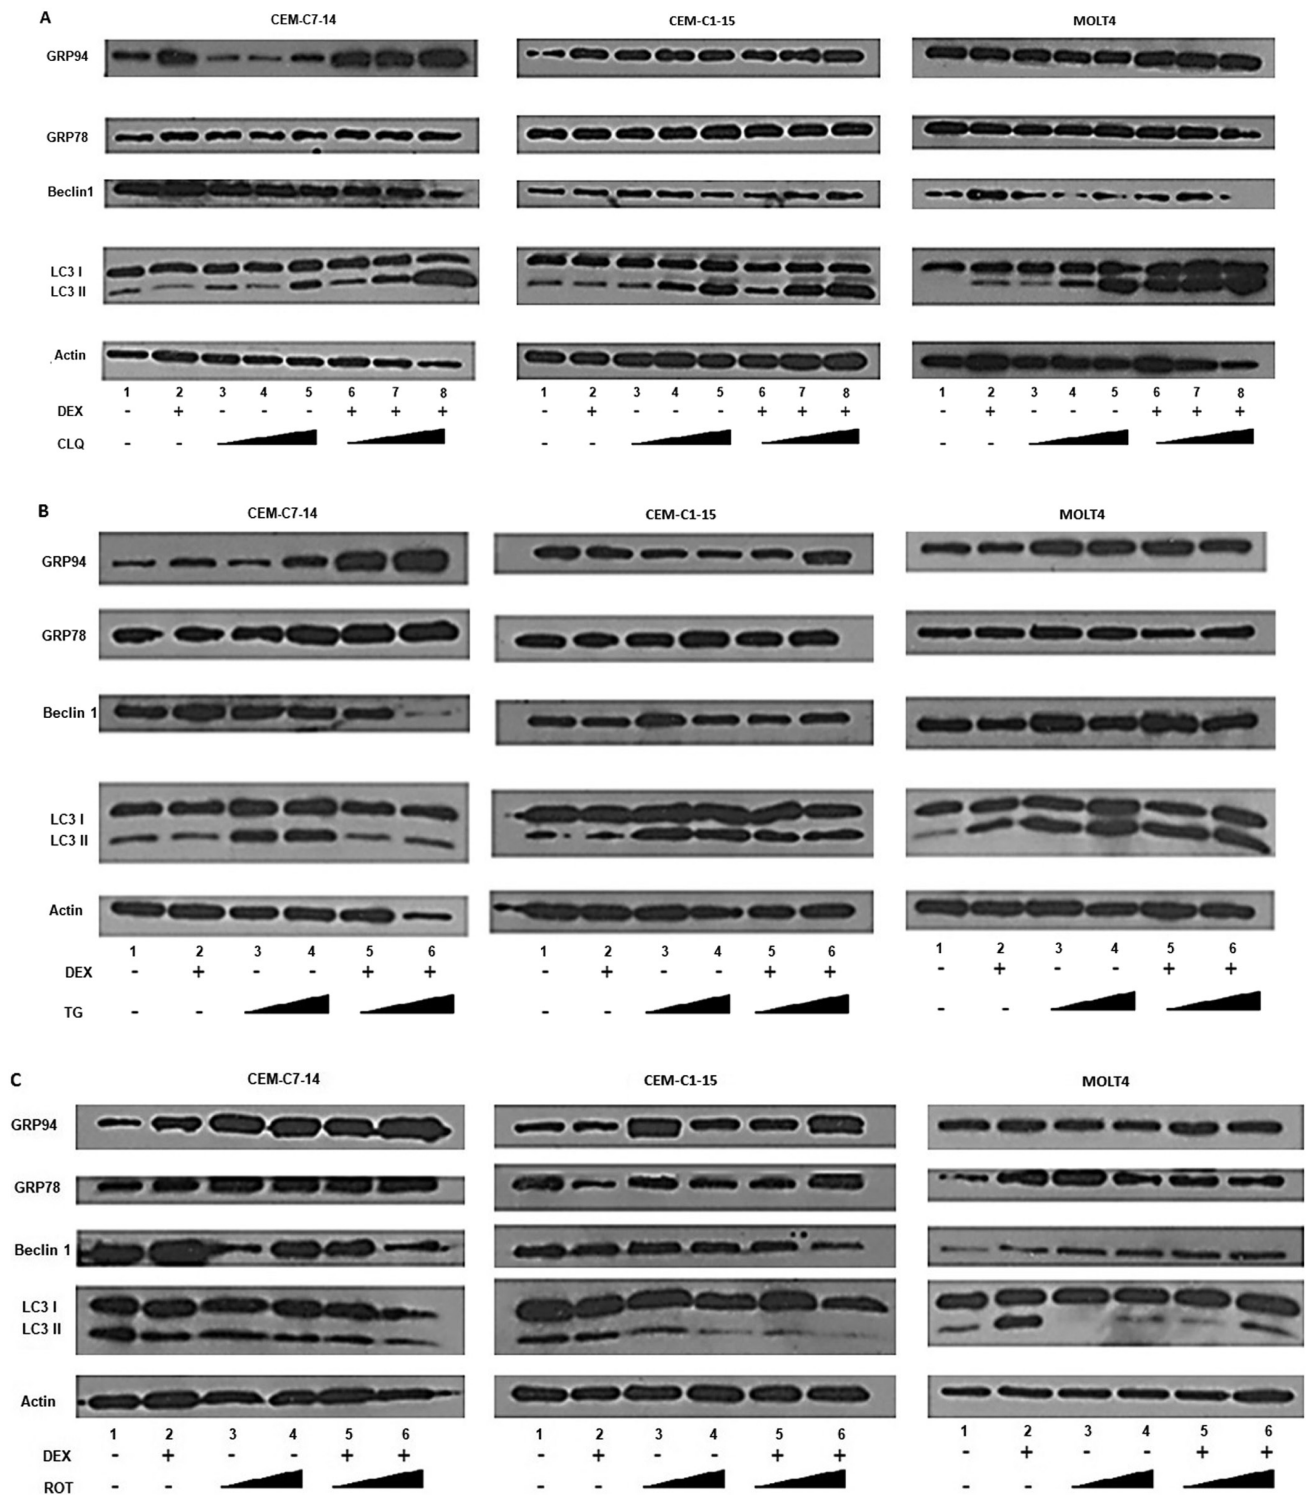 A
CEM-C7-14 CEM-C1-15 MOLT4
GRP94
GRP78
Beclin1
LC3 I
LC3 II
Actin
1 2 3 4 5 6 7 8 1 2 3 4 5 6 7 8 1 2 3 4 5 6 7 8
DEX - + - - - + + + - + - - - + + + - + - - - + + +
CLQ - - - - - -
B
CEM-C7-14 CEM-C1-15 MOLT4
GRP94
GRP78
Beclin 1
LC3 I
LC3 II
Actin
1 2 3 4 5 6 1 2 3 4 5 6 1 2 3 4 5 6
DEX - + - - + + - + - - + + - + - - + +
TG - - - - - -
C
CEM-C7-14 CEM-C1-15 MOLT4
GRP94
GRP78
Beclin 1
LC3 I
LC3 II
Actin
1 2 3 4 5 6 1 2 3 4 5 6 1 2 3 4 5 6
DEX - + - - + + - + - - + + - + - - + +
ROT - - - - - -